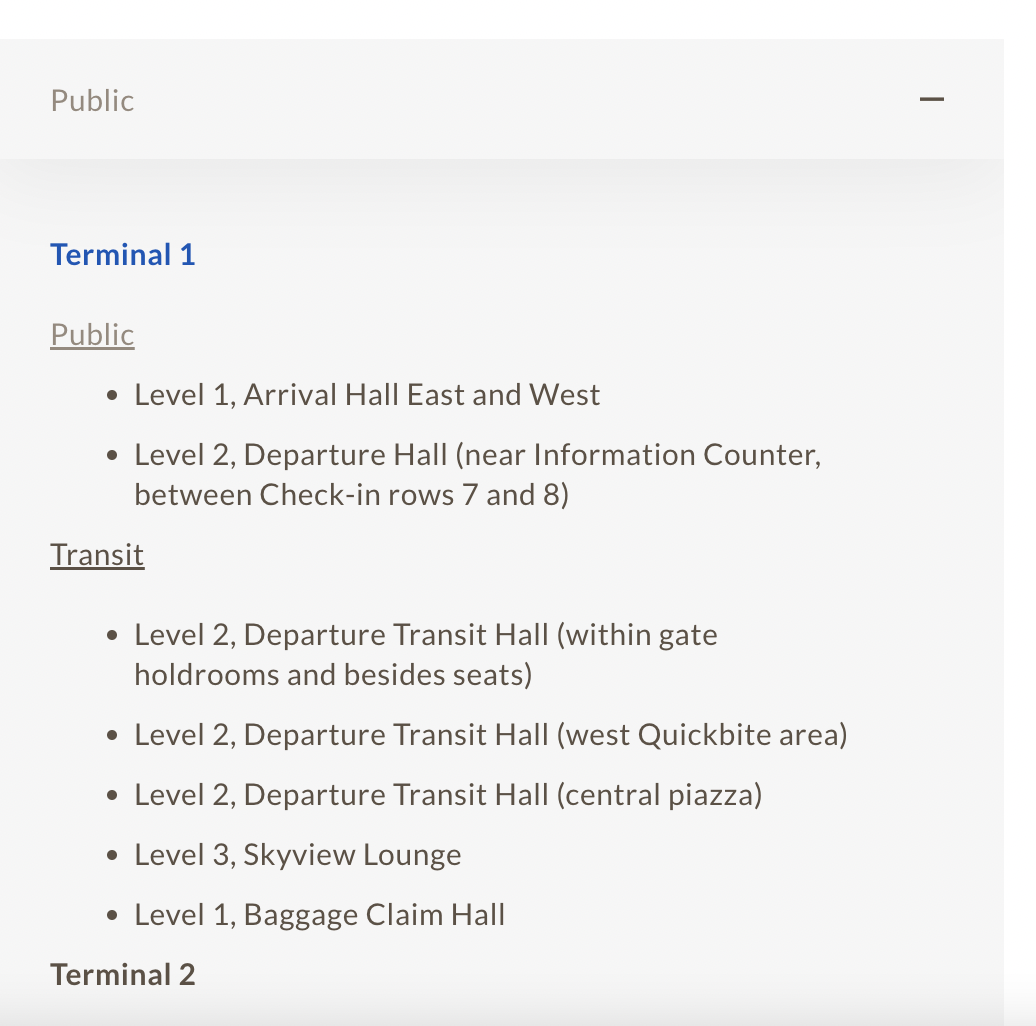 Public
Terminal 1
Public
Level 1, Arrival Hall East and West
Level 2, Departure Hall (near Information Counter,
between Check-in rows 7 and 8)
Transit
Level 2, Departure Transit Hall (within gate
holdrooms and besides seats)
Level 2, Departure Transit Hall (west Quickbite area)
Level 2, Departure Transit Hall (central piazza)
Level 3, Skyview Lounge
Level 1, Baggage Claim Hall
Terminal 2